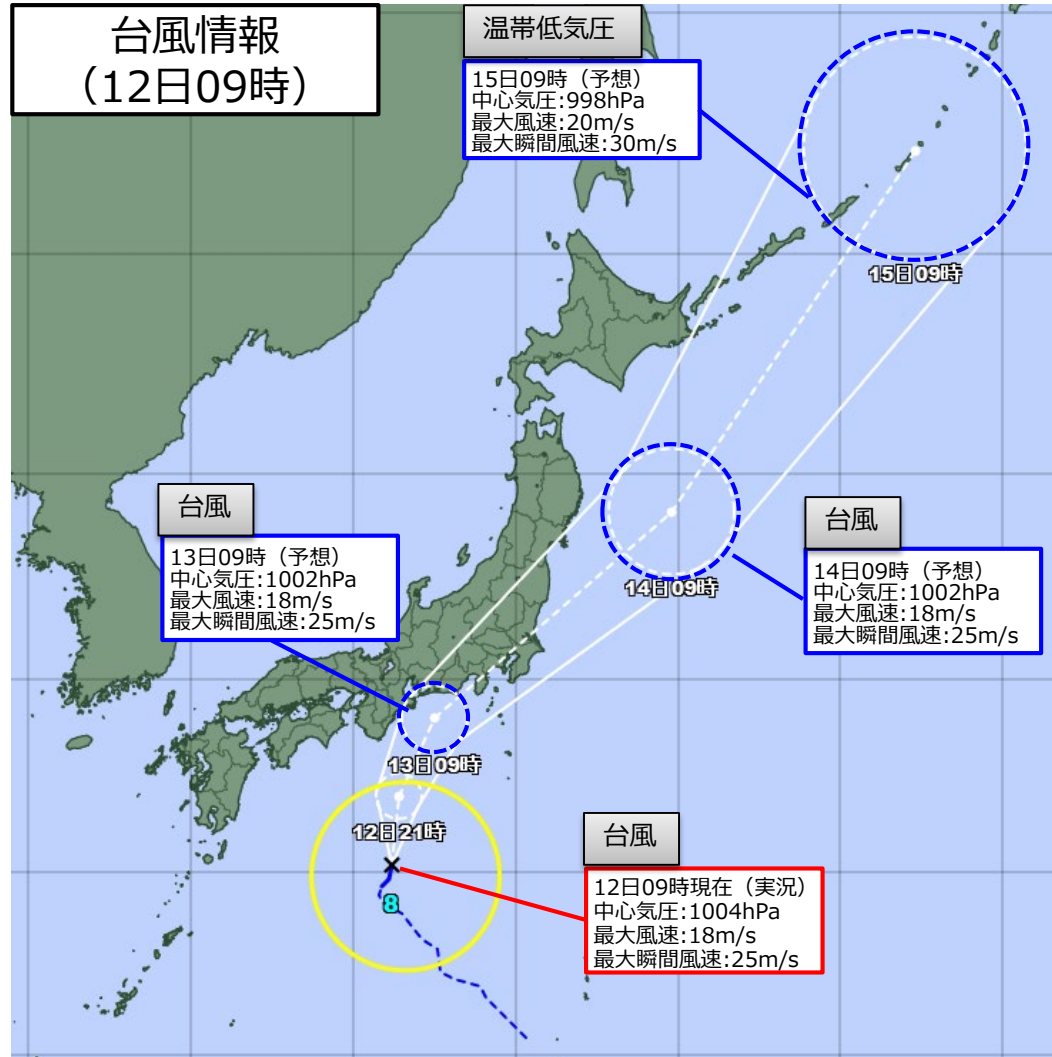 台風情報
（12日09時）
温帯低気圧
15日09時（予想）
中心気圧:998hPa
最大風速:20m/s
最大瞬間風速:30m/s
15日09時
台風
13日09時（予想）
中心気圧:1002hPa
最大風速:18m/s
最大瞬間風速:25m/s
台風
14日09時（予想）
中心気圧:1002hPa
最大風速:18m/s
最大瞬間風速:25m/s
14日09時
13日09時
12日21時
8
台風
12日09時現在（実況）
中心気圧:1004hPa
最大風速:18m/s
最大瞬間風速:25m/s